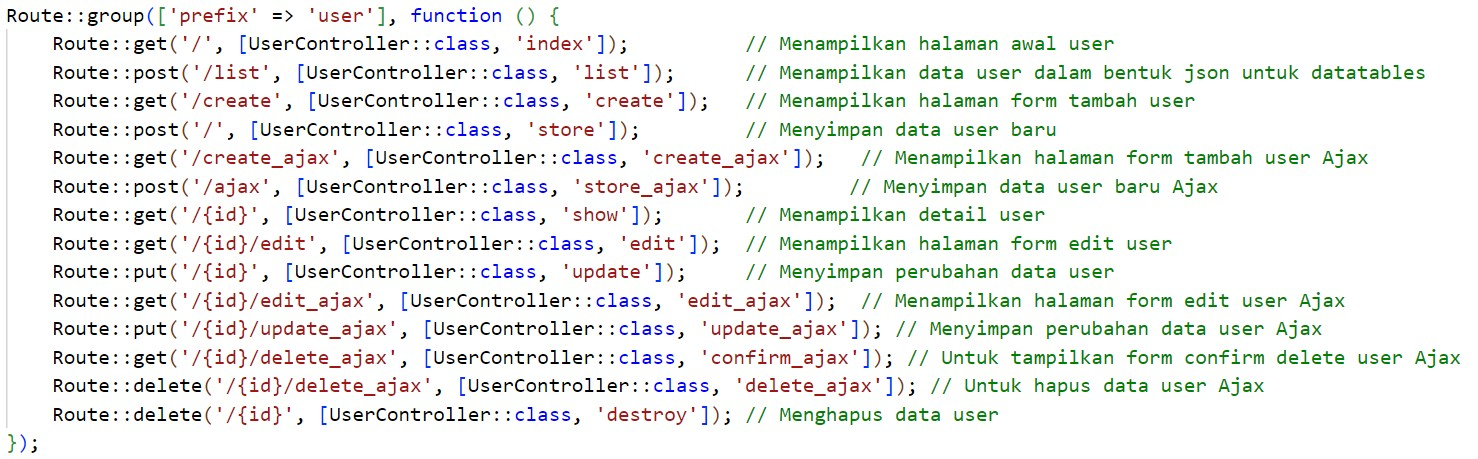 Route::group(['prefix' => 'user'], function () {
    Route::get('/', [UserController::class, 'index']);          // Menampilkan halaman awal user
    Route::post('/list', [UserController::class, 'list']);      // Menampilkan data user dalam bentuk json untuk datatables
    Route::get('/create', [UserController::class, 'create']);   // Menampilkan halaman form tambah user
    Route::post('/', [UserController::class, 'store']);         // Menyimpan data user baru
    Route::get('/create_ajax', [UserController::class, 'create_ajax']);   // Menampilkan halaman form tambah user Ajax
    Route::post('/ajax', [UserController::class, 'store_ajax']);         // Menyimpan data user baru Ajax
    Route::get('/{id}', [UserController::class, 'show']);       // Menampilkan detail user
    Route::get('/{id}/edit', [UserController::class, 'edit']);  // Menampilkan halaman form edit user
    Route::put('/{id}', [UserController::class, 'update']);     // Menyimpan perubahan data user
    Route::get('/{id}/edit_ajax', [UserController::class, 'edit_ajax']);  // Menampilkan halaman form edit user Ajax
    Route::put('/{id}/update_ajax', [UserController::class, 'update_ajax']); // Menyimpan perubahan data user Ajax
    Route::get('/{id}/delete_ajax', [UserController::class, 'confirm_ajax']); // Untuk tampilkan form confirm delete user Ajax
    Route::delete('/{id}/delete_ajax', [UserController::class, 'delete_ajax']); // Untuk hapus data user Ajax
    Route::delete('/{id}', [UserController::class, 'destroy']); // Menghapus data user
});